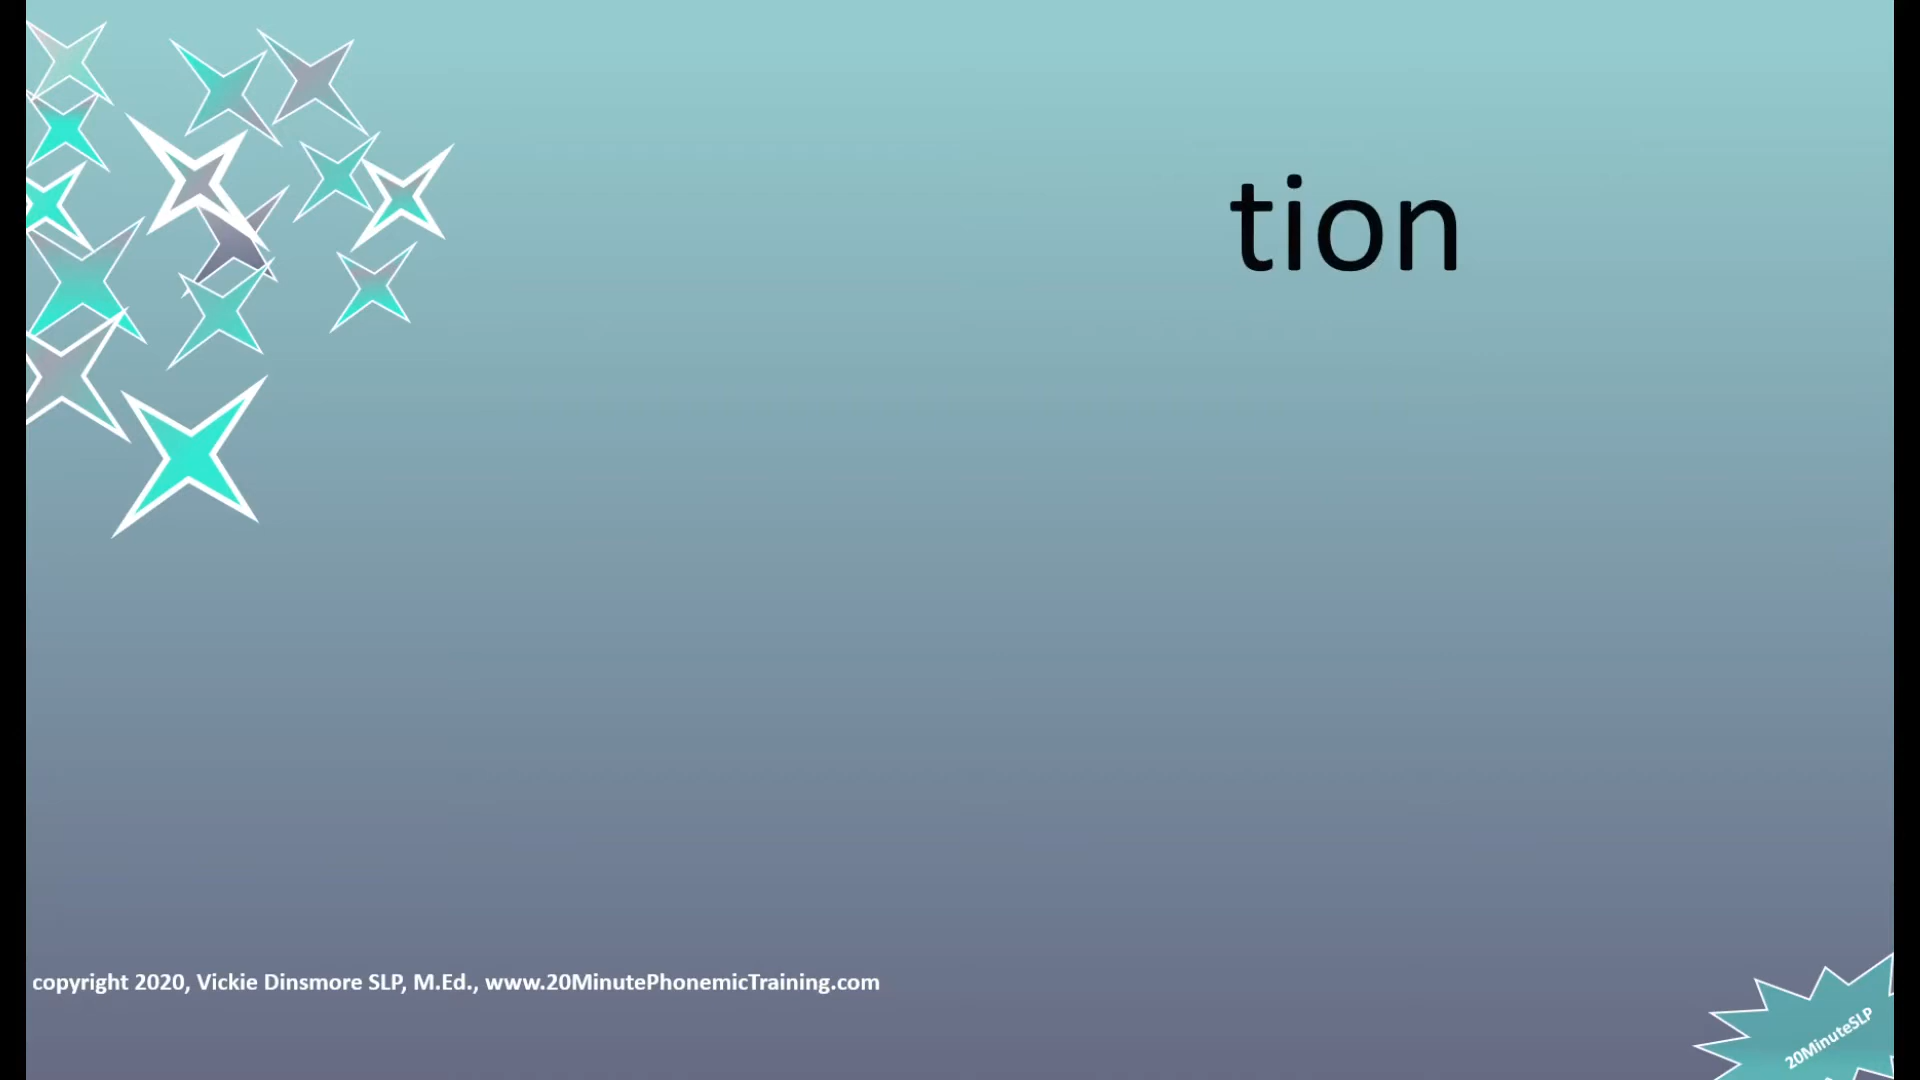 tion
copyright 2020, Vickie Dinsmore SLP, M.Ed., www.20MinutePhonemicTraining.com
20MinuteSLP